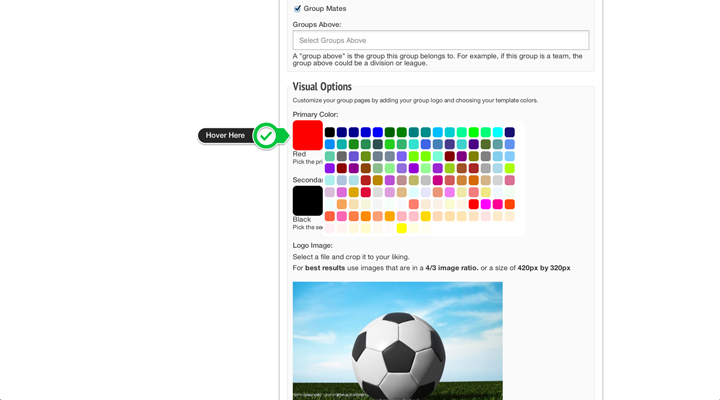 Group Mates
Groups Above:
Select Groups Above
A "group above" is the group this group belongs to. For example, if this group is a team, the
group above could be a division or league.
Visual Options
Customize your group pages by adding your group logo and choosing your template colors.
Primary Color:
Hover Here
Red
Pick the pri
Seconda
Black
Pick the se
Logo Image:
Select a file and crop it to your liking.
For best results use images that are in a 4/3 image ratio. or a size of 420px by 320px